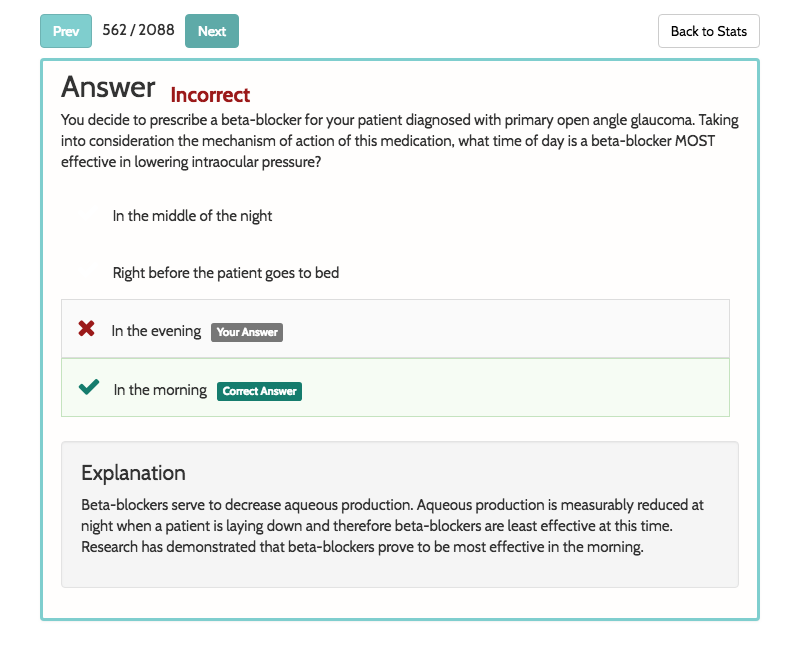 Prev 562 / 2088 Next Back to Stats
Answer Incorrect
You decide to prescribe a beta-blocker for your patient diagnosed with primary open angle glaucoma. Taking
into consideration the mechanism of action of this medication, what time of day is a beta-blocker MOST
effective in lowering intraocular pressure?
In the middle of the night
Right before the patient goes to bed
In the evening Your Answer
In the morning Correct Answer
Explanation
Beta-blockers serve to decrease aqueous production. Aqueous production is measurably reduced at
night when a patient is laying down and therefore beta-blockers are least effective at this time.
Research has demonstrated that beta-blockers prove to be most effective in the morning.